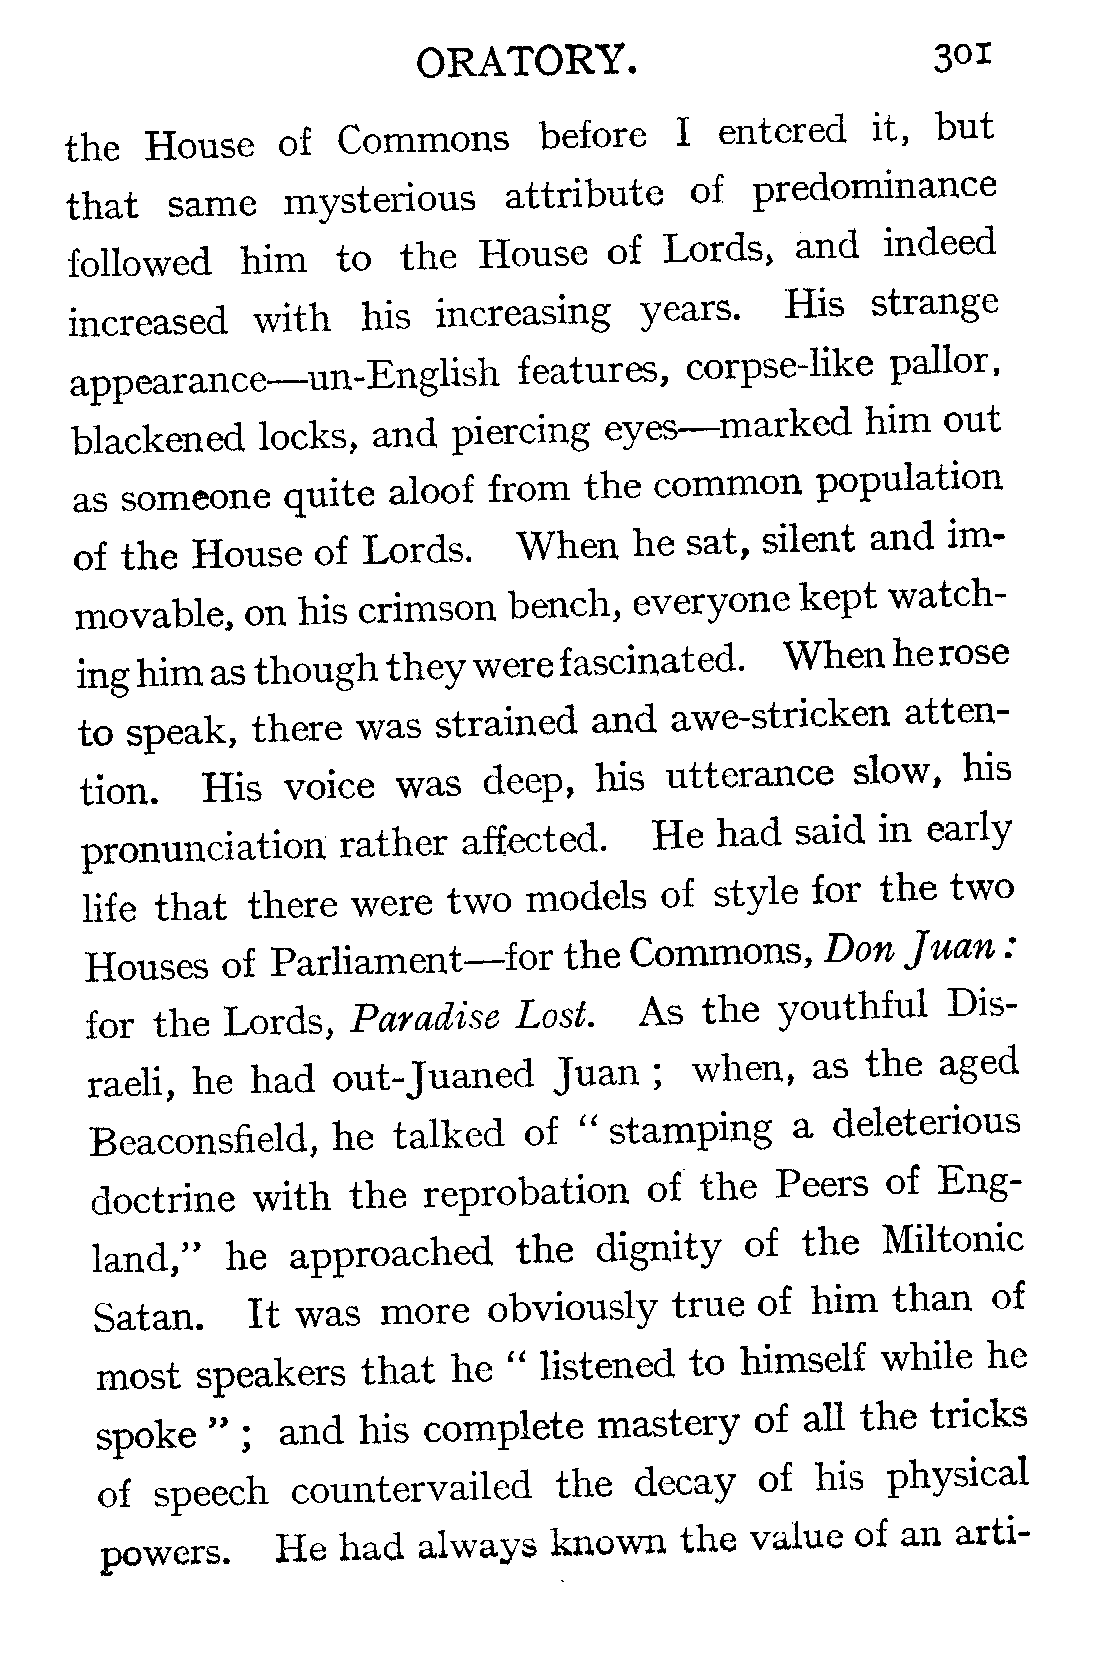 ORATORY. 301
the House of Commons before I entered it, but
that same mysterious attribute of predominance
followed him to the House of Lords, and indeed
increased with his increasing years. His strange
appearance—un-English features, corpse-like pallor,
blackened locks, and piercing eyes—marked him out
as someone quite aloof from the common population
of the House of Lords. When he sat, silent and im-
movable, on his crimson bench, everyone kept watch-
ing him as though they were fascinated. When he rose
to speak, there was strained and awe-stricken atten-
tion. His voice was deep, his utterance slow, his
pronunciation rather affected. He had said in early
life that there were two models of style for the two
Houses of Parliament—for the Commons, Don Juan :
for the Lords, Paradise Lost. As the youthful Dis-
raeli, he had out-Juaned Juan ; when, as the aged
Beaconsfield, he talked of “ stamping a deleterious
doctrine with the reprobation of the Peers of Eng-
land,” he approached the dignity of the Miltonic
Satan. It was more obviously true of him than of
most speakers that he “ listened to himself while he
spoke ” ; and his complete mastery of all the tricks
of speech countervailed the decay of his physical
powers. He had always known the value of an arti-